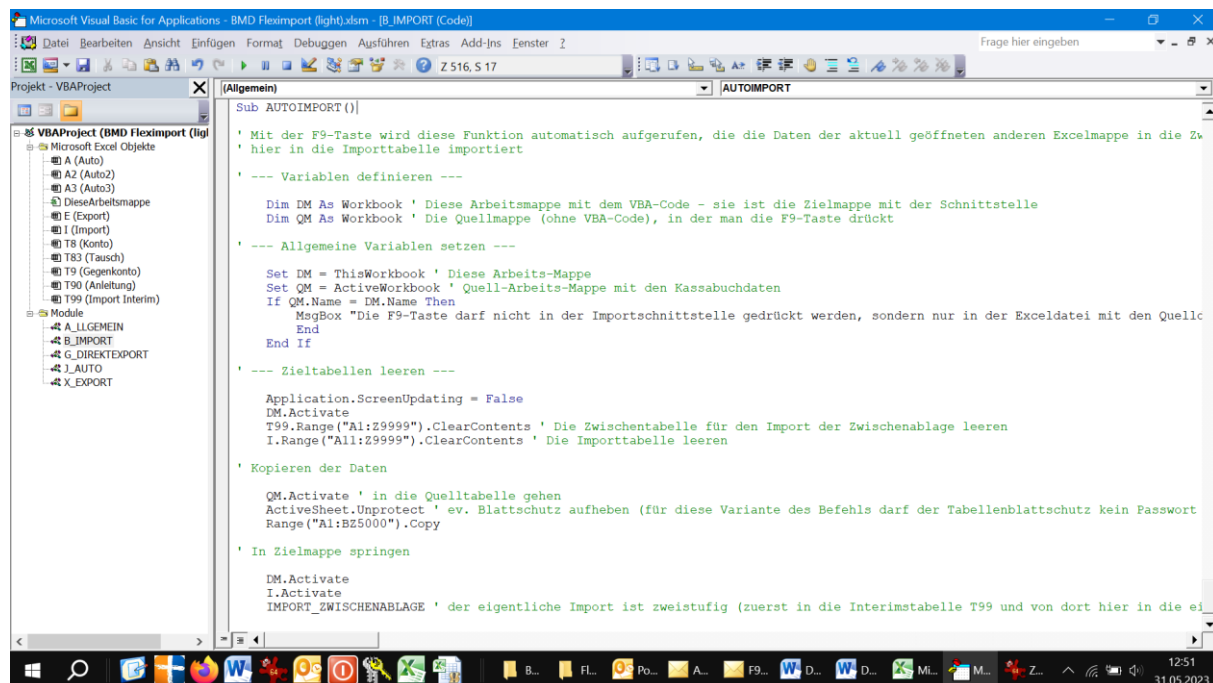 Microsoft Visual Basic for Applications - BMD Fleximport (light).xlsm - [B_IMPORT (Code)]
Datei Bearbeiten Ansicht Einfügen Format Debuggen Ausführen Extras Add-Ins Fenster ?
Frage hier eingeben
Z 516, S 17
Projekt - VBAProject
(Allgemein)
AUTOIMPORT
VBAProject (BMD Fleximport (ligl
Microsoft Excel Objekte
A (Auto)
A2 (Auto2)
A3 (Auto3)
DieseArbeitsmappe
E (Export)
I (Import)
T8 (Konto)
T83 (Tausch)
T9 (Gegenkonto)
T90 (Anleitung)
T99 (Import Interim)
Module
A_LLGEMEIN
B_IMPORT
G_DIREKTEXPORT
J_AUTO
X_EXPORT
Sub AUTOIMPORT()
' Mit der F9-Taste wird diese Funktion automatisch aufgerufen, die die Daten der aktuell geöffneten anderen Excelmappe in die Zw
' hier in die Importtabelle importiert
' --- Variablen definieren ---
Dim DM As Workbook ' Diese Arbeitsmappe mit dem VBA-Code - sie ist die Zielmappe mit der Schnittstelle
Dim QM As Workbook ' Die Quellmappe (ohne VBA-Code), in der man die F9-Taste drückt
' --- Allgemeine Variablen setzen ---
Set DM = ThisWorkbook ' Diese Arbeits-Mappe
Set QM = ActiveWorkbook ' Quell-Arbeits-Mappe mit den Kassabuchdaten
If QM.Name = DM.Name Then
MsgBox "Die F9-Taste darf nicht in der Importschnittstelle gedrückt werden, sondern nur in der Exceldatei mit den Quelld
End
End If
' --- Zieltabellen leeren ---
Application.ScreenUpdating = False
DM.Activate
T99.Range("A1:Z9999").ClearContents ' Die Zwischentabelle für den Import der Zwischenablage leeren
I.Range("A11:Z9999").ClearContents ' Die Importtabelle leeren
' Kopieren der Daten
QM.Activate ' in die Quelltabelle gehen
ActiveSheet.Unprotect ' ev. Blattschutz aufheben (für diese Variante des Befehls darf der Tabellenblattschutz kein Passwort
Range("A1:BZ5000").Copy
' In Zielmappe springen
DM.Activate
I.Activate
IMPORT_ZWISCHENABLAGE ' der eigentliche Import ist zweistufig (zuerst in die Interimstabelle T99 und von dort hier in die ei
B... Fl... Po... A... F9... D... D... Mi... M... Z...
12:51
31.05.2023